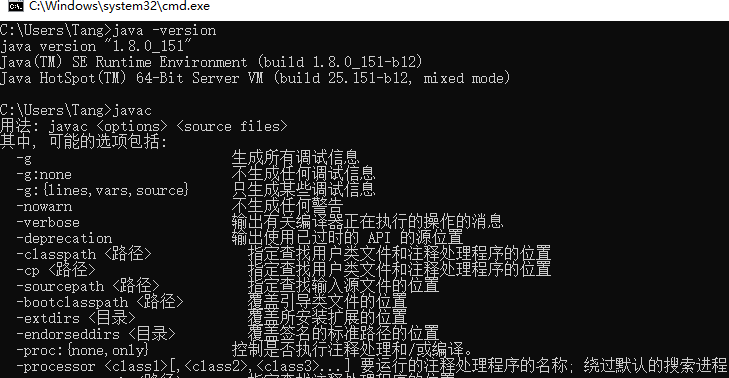 C:\Windows\system32\cmd.exe
C:\Users\Tang>java -version
java version "1.8.0_151"
Java(TM) SE Runtime Environment (build 1.8.0_151-b12)
Java HotSpot(TM) 64-Bit Server VM (build 25.151-b12, mixed mode)
C:\Users\Tang>javac
用法: javac <options> <source files>
其中, 可能的选项包括:
-g 生成所有调试信息
-g:none 不生成任何调试信息
-g:{lines,vars,source} 只生成某些调试信息
-nowarn 不生成任何警告
-verbose 输出有关编译器正在执行的操作的消息
-deprecation 输出使用已过时的 API 的源位置
-classpath <路径> 指定查找用户类文件和注释处理程序的位置
-cp <路径> 指定查找用户类文件和注释处理程序的位置
-sourcepath <路径> 指定查找输入源文件的位置
-bootclasspath <路径> 覆盖引导类文件的位置
-extdirs <目录> 覆盖所安装扩展的位置
-endorseddirs <目录> 覆盖签名的标准路径的位置
-proc:{none,only} 控制是否执行注释处理和/或编译。
-processor <class1>[,<class2>,<class3>...] 要运行的注释处理程序的名称; 绕过默认的搜索进程